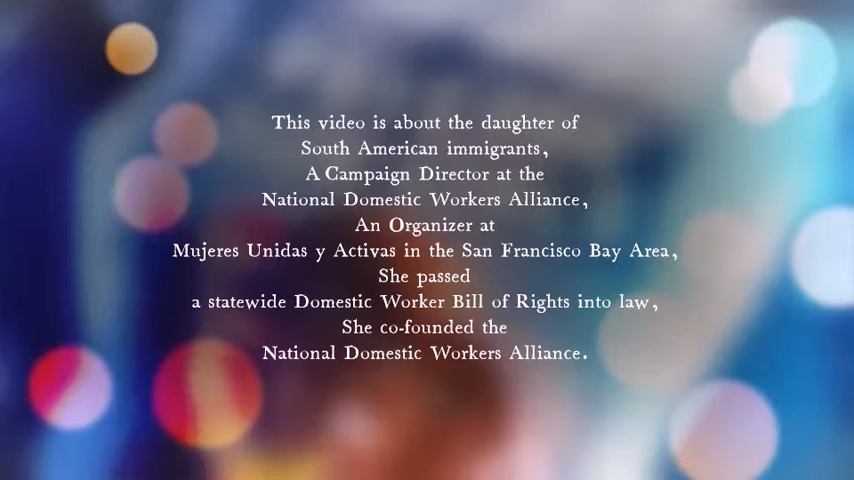 This video is about the daughter of
South American immigrants,
A Campaign Director at the
National Domestic Workers Alliance,
An Organizer at
Mujeres Unidas y Activas in the San Francisco Bay Area,
She passed
a statewide Domestic Worker Bill of Rights into law,
She co-founded the
National Domestic Workers Alliance.